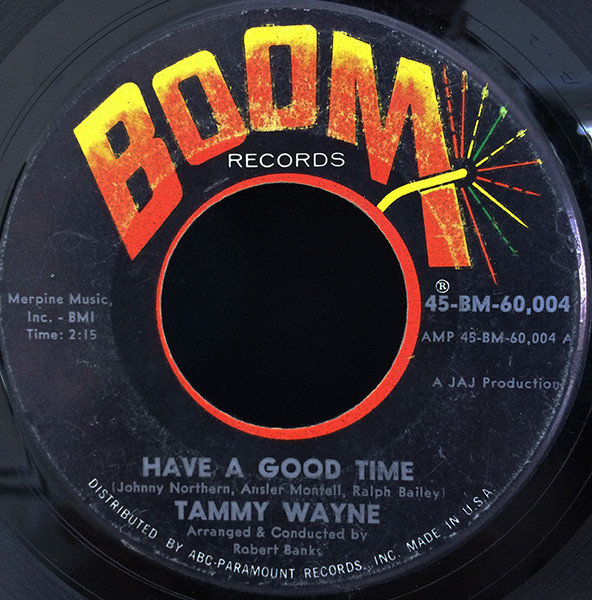 BOOM
RECORDS
®
45-BM-60,004
AMP 45-BM-60,004 A
A JAJ Production
Merpine Music,
Inc. - BMI
Time: 2:15
HAVE A GOOD TIME
(Johnny Northern, Ansler Montell, Ralph Bailey)
TAMMY WAYNE
Arranged & Conducted by
Robert Banks
DISTRIBUTED BY ABC-PARAMOUNT RECORDS, INC. MADE IN U.S.A.